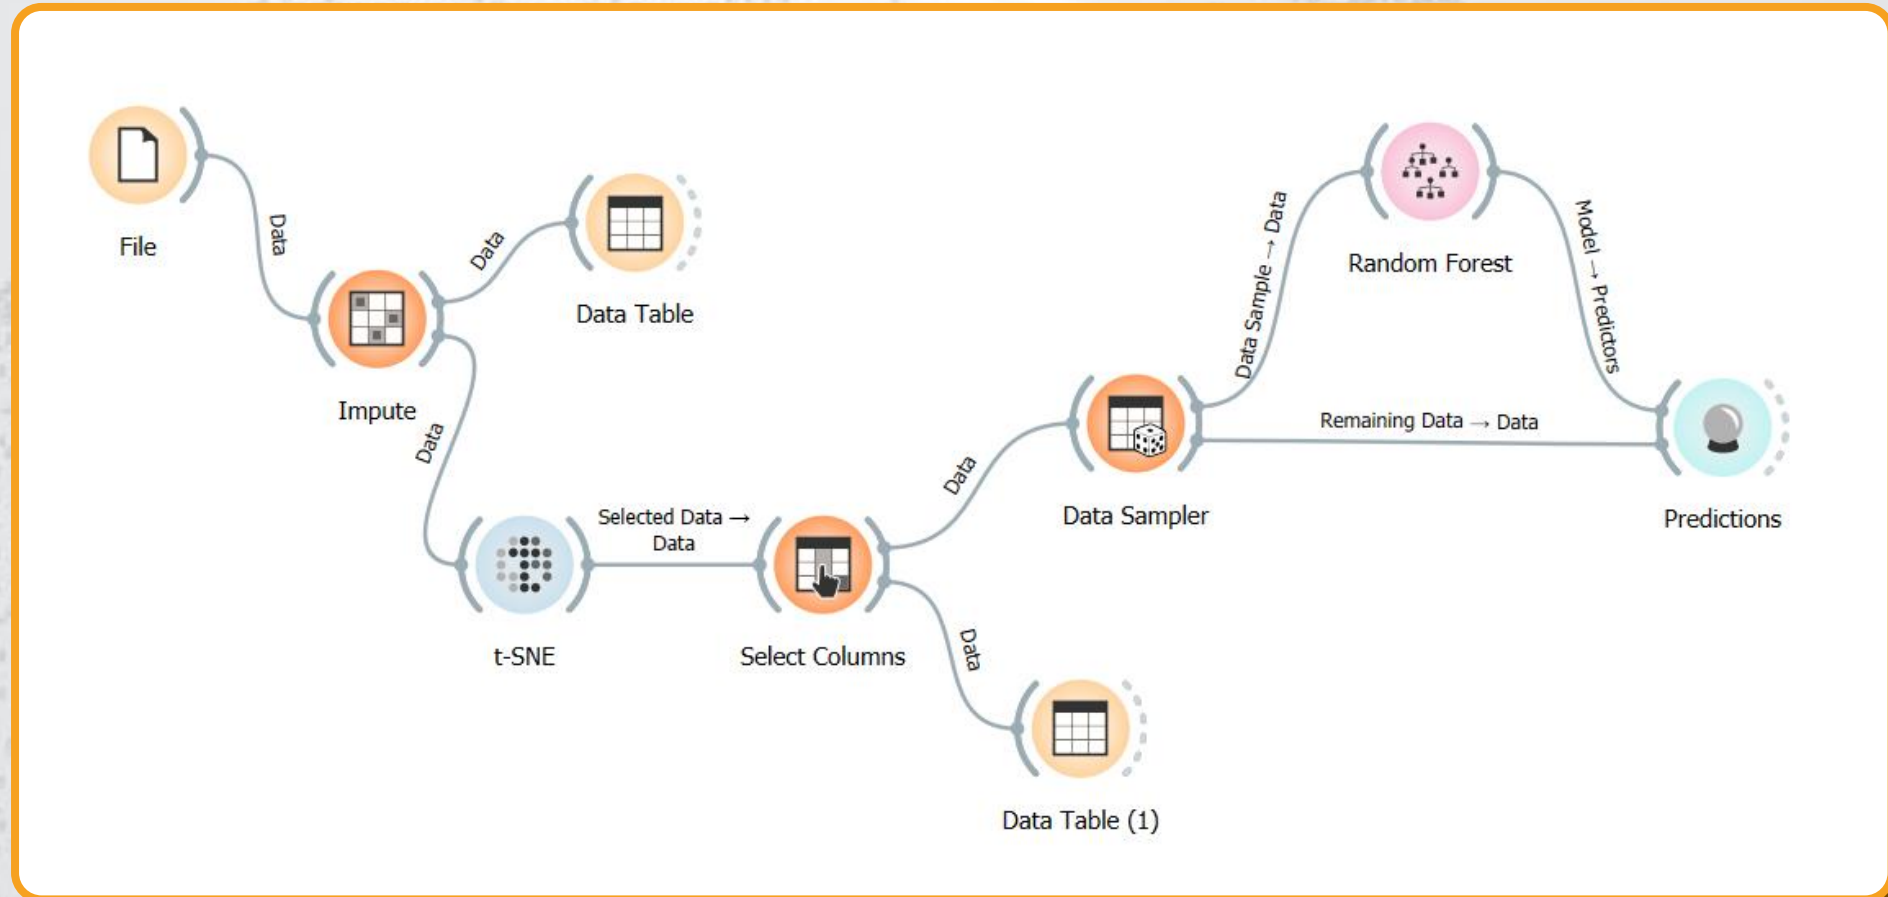 File
Data
Impute
Data
Data Table
Data
t-SNE
Selected Data →
Data
Select Columns
Data
Data Sampler
Data
Data Table (1)
Data Sample → Data
Random Forest
Model → Predictors
Remaining Data → Data
Predictions